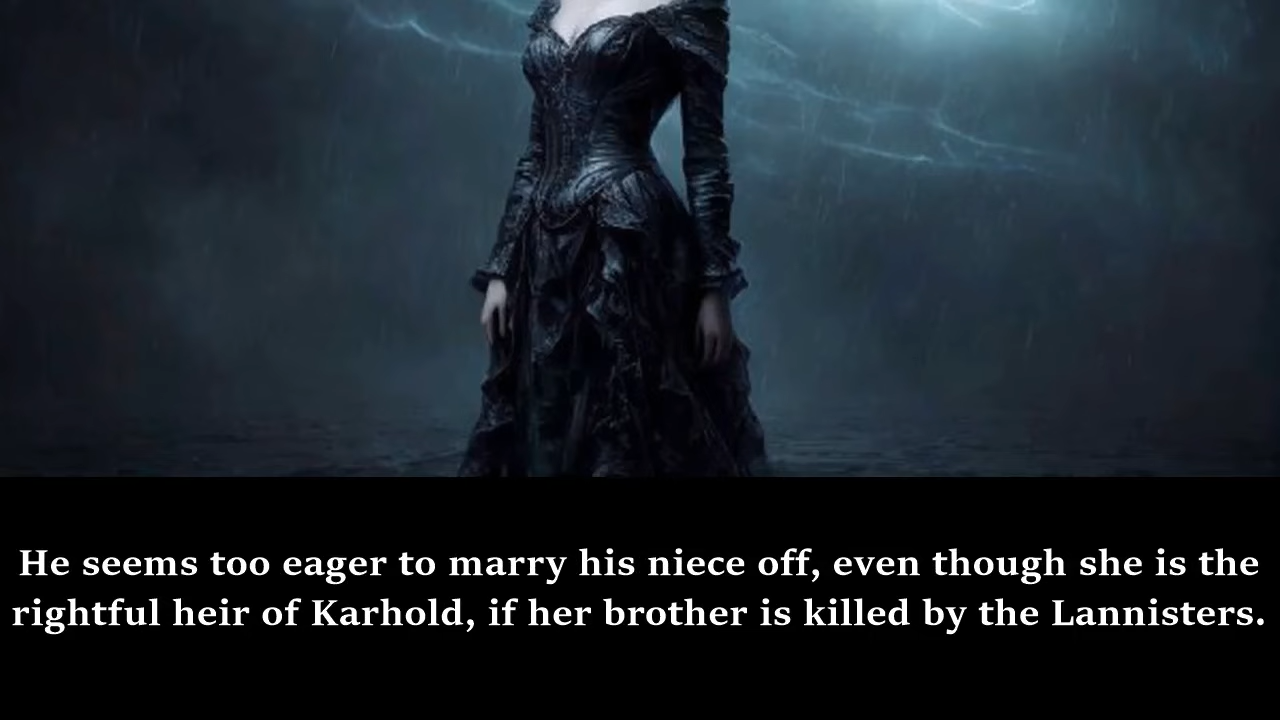 He seems too eager to marry his niece off, even though she is the
rightful heir of Karhold, if her brother is killed by the Lannisters.